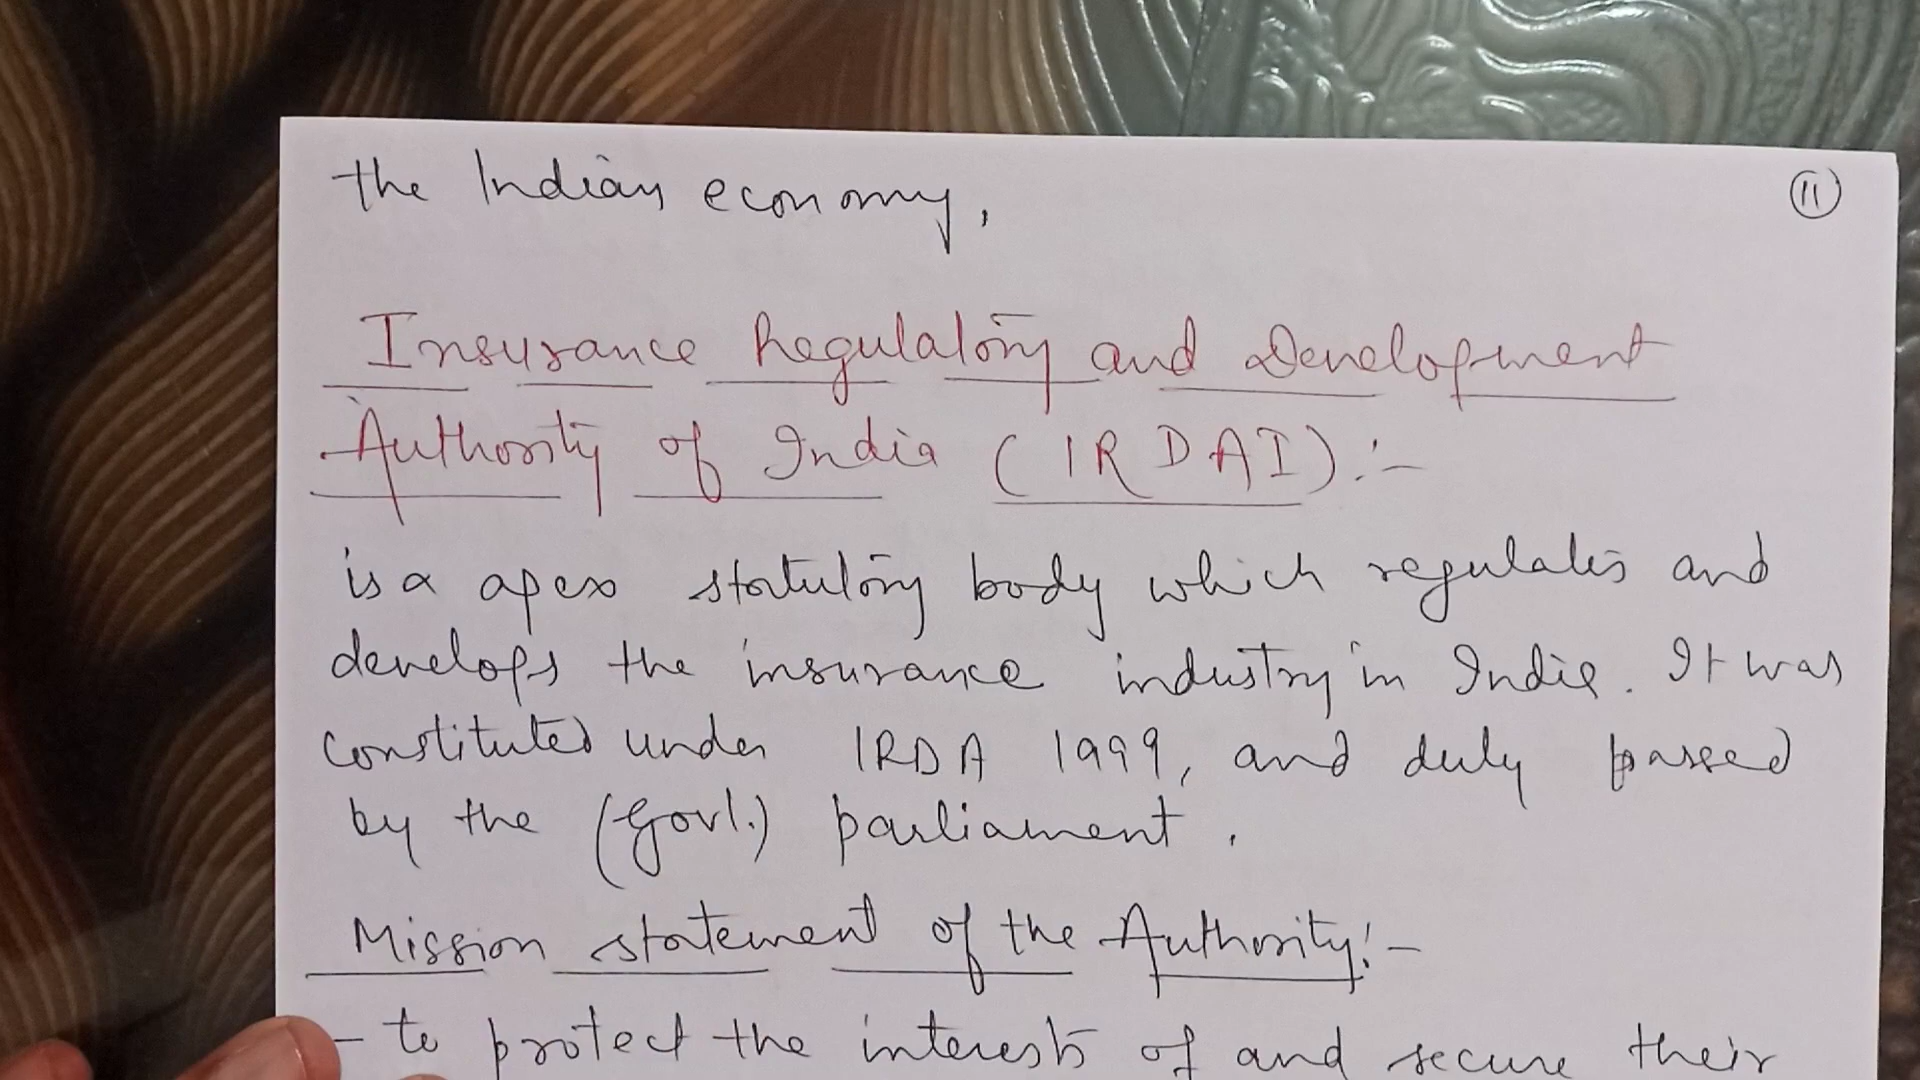 the Indian economy,
11
Insurance Regulatory and Development
Authority of India (IRDAI):-
is a apex statutory body which regulates and
develops the insurance industry in India. It was
constituted under IRDA 1999, and duly passed
by the (Govt.) parliament.
Mission statement of the Authority:-
- to protect the interests of and secure their